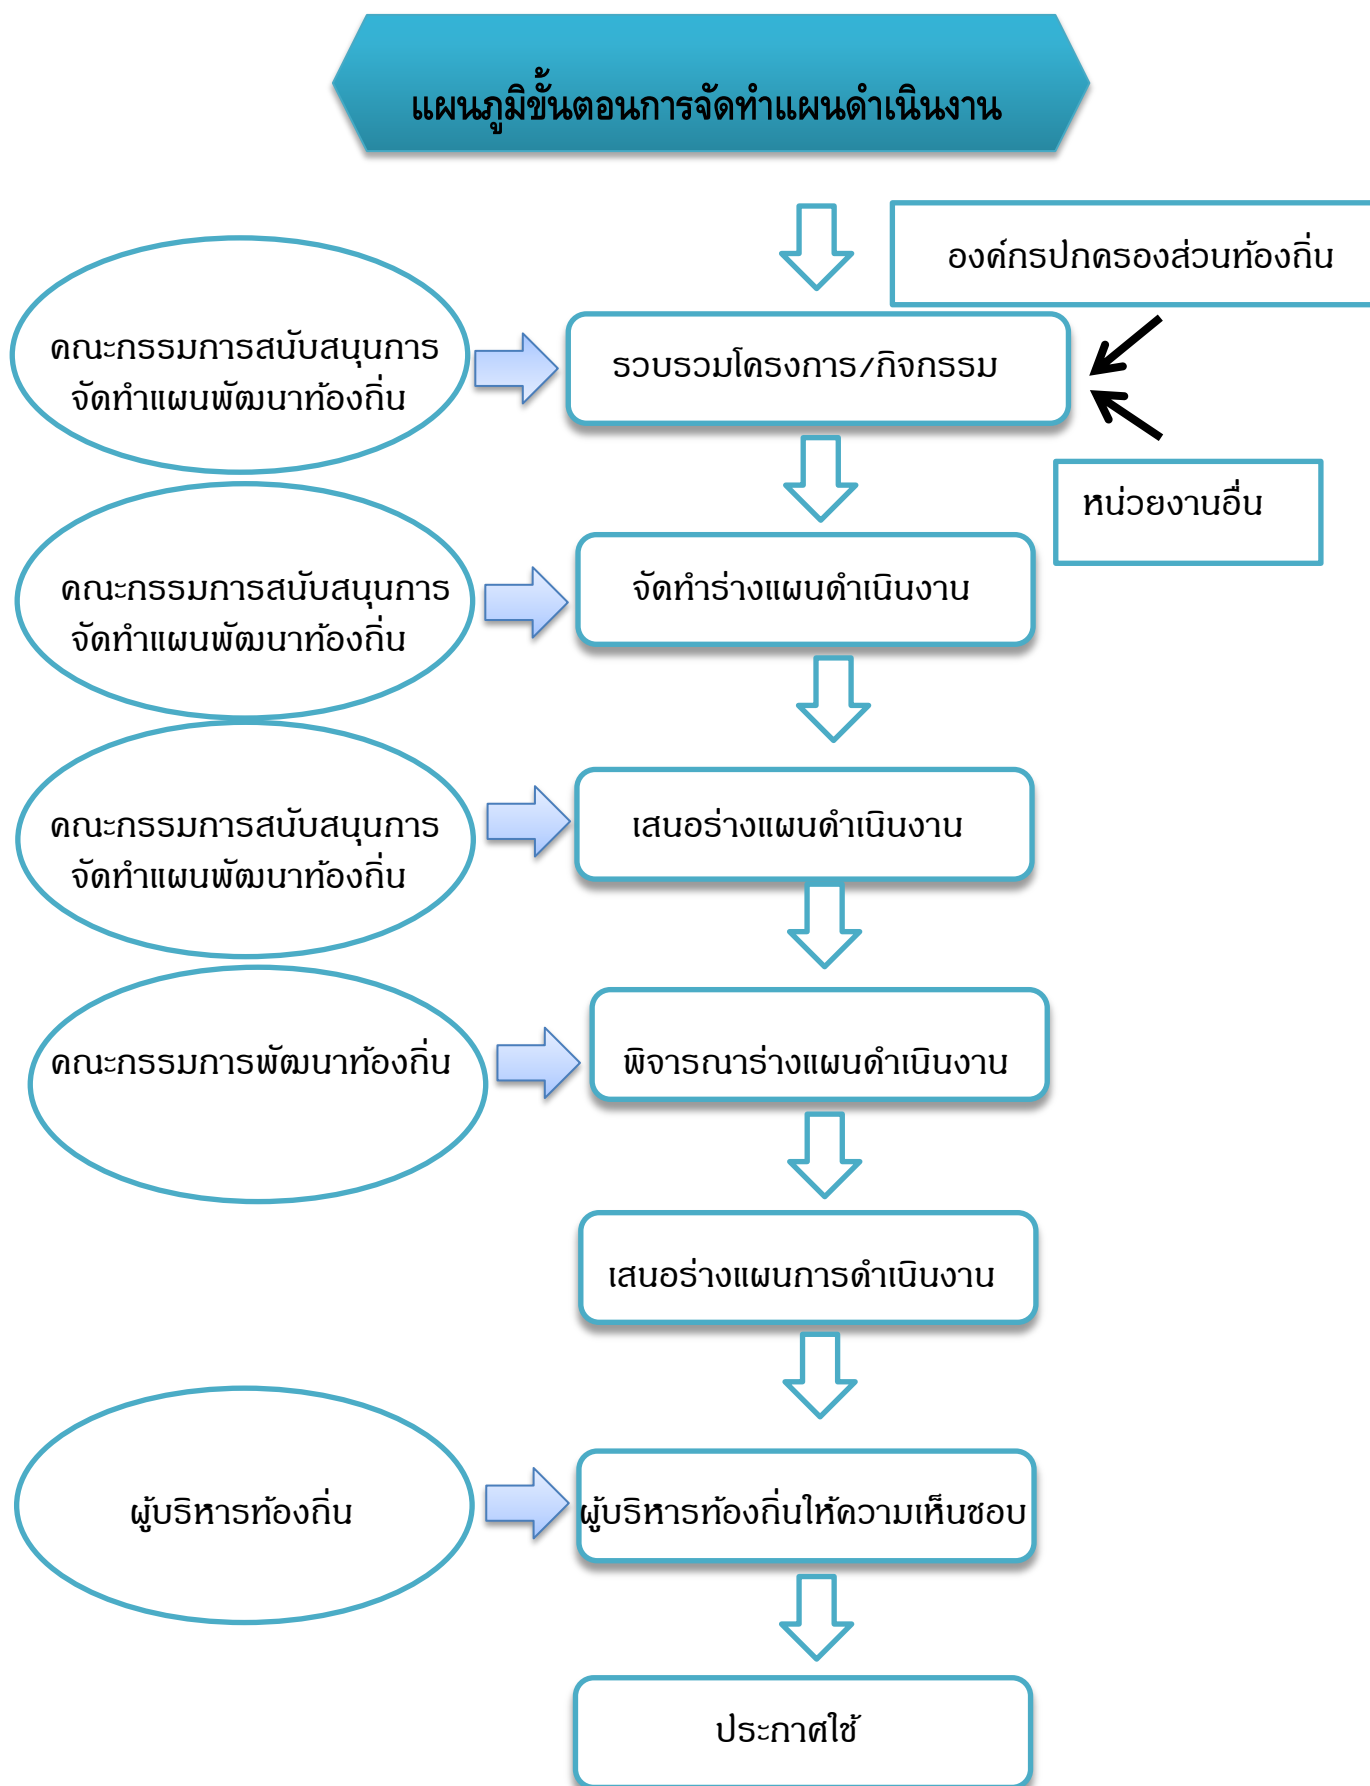 แผนภูมิขั้นตอนการจัดทำแผนดำเนินงาน
องค์กรปกครองส่วนท้องถิ่น
คณะกรรมการสนับสนุนการ
จัดทำแผนพัฒนาท้องถิ่น
รวบรวมโครงการ/กิจกรรม
หน่วยงานอื่น
คณะกรรมการสนับสนุนการ
จัดทำแผนพัฒนาท้องถิ่น
จัดทำร่างแผนดำเนินงาน
คณะกรรมการสนับสนุนการ
จัดทำแผนพัฒนาท้องถิ่น
เสนอร่างแผนดำเนินงาน
คณะกรรมการพัฒนาท้องถิ่น
พิจารณาร่างแผนดำเนินงาน
เสนอร่างแผนการดำเนินงาน
ผู้บริหารท้องถิ่น
ผู้บริหารท้องถิ่นให้ความเห็นชอบ
ประกาศใช้